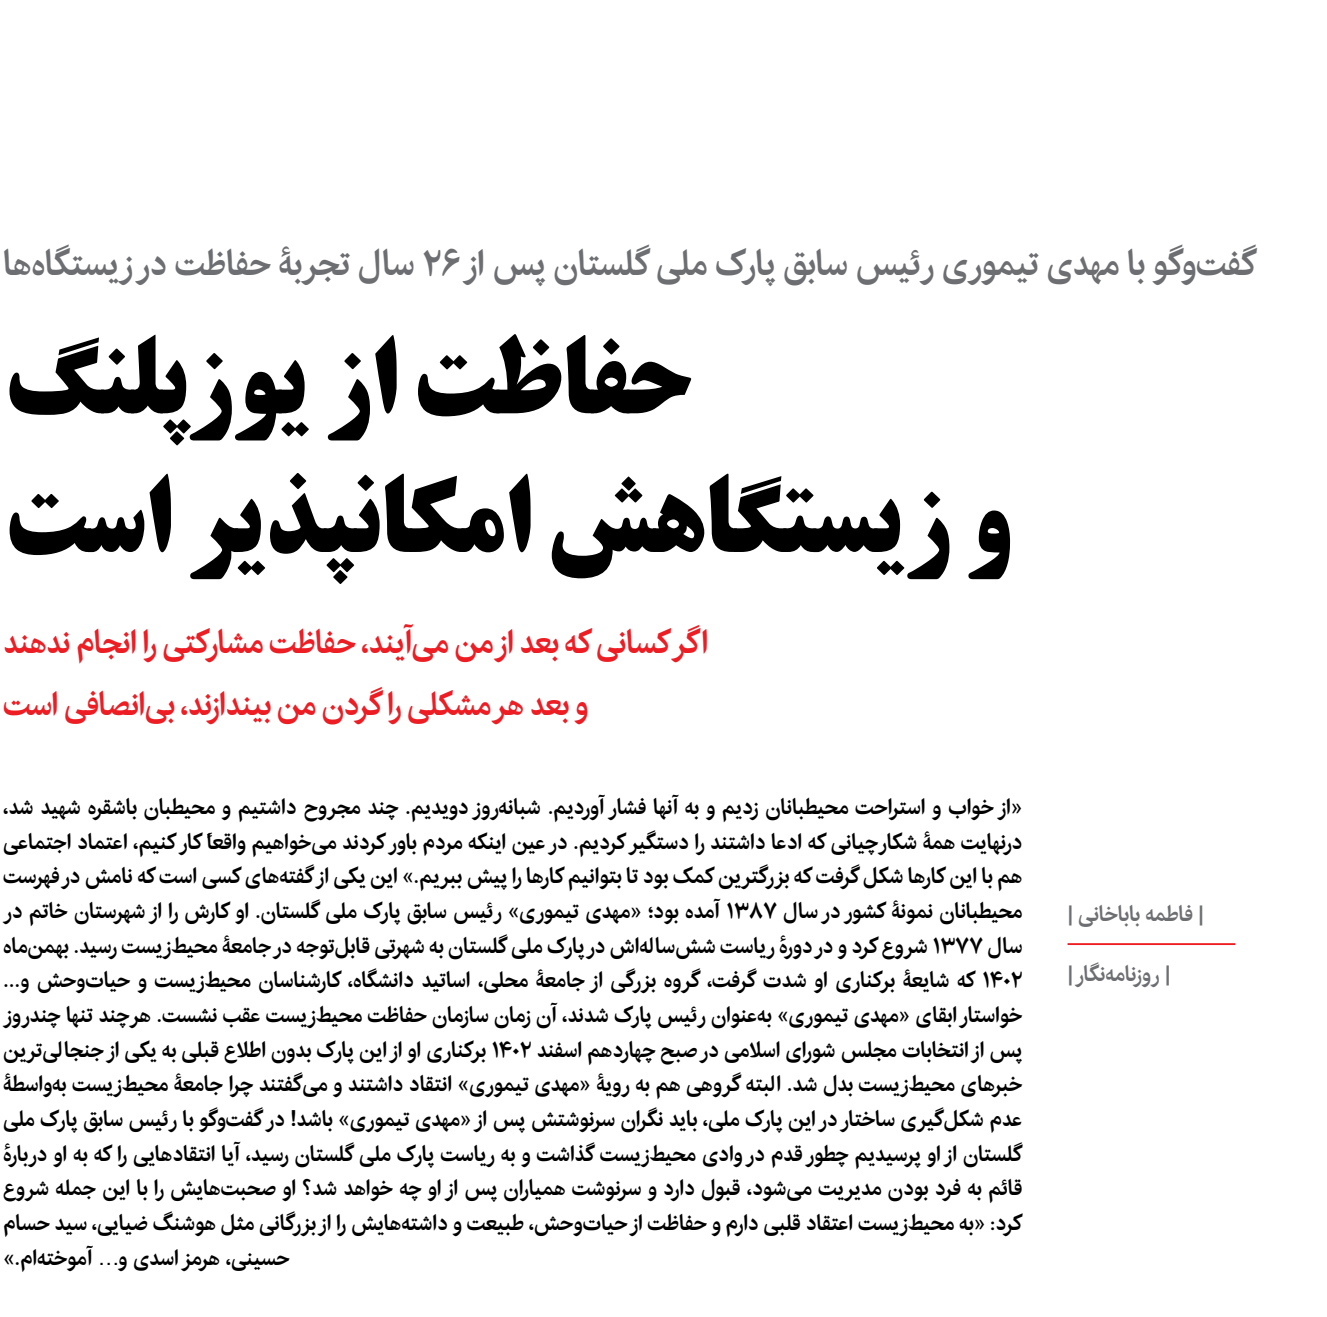 گفت‌وگو با مهدی تیموری رئیس سابق پارک ملی گلستان پس از ۲۶ سال تجربهٔ حفاظت در زیستگاه‌ها
حفاظت از یوزپلنگ
و زیستگاهش امکانپذیر است
اگر کسانی که بعد از من می‌آیند، حفاظت مشارکتی را انجام ندهند
و بعد هر مشکلی را گردن من بیندازند، بی‌انصافی است
| فاطمه باباخانی |
| روزنامه‌نگار |
«از خواب و استراحت محیطبانان زدیم و به آنها فشار آوردیم. شبانه‌روز دویدیم. چند مجروح داشتیم و محیطبان باشقره شهید شد،
درنهایت همهٔ شکارچیانی که ادعا داشتند را دستگیر کردیم. در عین اینکه مردم باور کردند می‌خواهیم واقعاً کار کنیم، اعتماد اجتماعی
هم با این کارها شکل گرفت که بزرگترین کمک بود تا بتوانیم کارها را پیش ببریم.» این یکی از گفته‌های کسی است که نامش در فهرست
محیطبانان نمونهٔ کشور در سال ۱۳۸۷ آمده بود؛ «مهدی تیموری» رئیس سابق پارک ملی گلستان. او کارش را از شهرستان خاتم در
سال ۱۳۷۷ شروع کرد و در دورهٔ ریاست شش‌ساله‌اش در پارک ملی گلستان به شهرتی قابل‌توجه در جامعهٔ محیط‌زیست رسید. بهمن‌ماه
۱۴۰۲ که شایعهٔ برکناری او شدت گرفت، گروه بزرگی از جامعهٔ محلی، اساتید دانشگاه، کارشناسان محیط‌زیست و حیات‌وحش و...
خواستار ابقای «مهدی تیموری» به‌عنوان رئیس پارک شدند، آن زمان سازمان حفاظت محیط‌زیست عقب نشست. هرچند تنها چندروز
پس از انتخابات مجلس شورای اسلامی در صبح چهاردهم اسفند ۱۴۰۲ برکناری او از این پارک بدون اطلاع قبلی به یکی از جنجالی‌ترین
خبرهای محیط‌زیست بدل شد. البته گروهی هم به رویهٔ «مهدی تیموری» انتقاد داشتند و می‌گفتند چرا جامعهٔ محیط‌زیست به‌واسطهٔ
عدم شکل‌گیری ساختار در این پارک ملی، باید نگران سرنوشتش پس از «مهدی تیموری» باشد! در گفت‌وگو با رئیس سابق پارک ملی
گلستان از او پرسیدیم چطور قدم در وادی محیط‌زیست گذاشت و به ریاست پارک ملی گلستان رسید، آیا انتقادهایی را که به او دربارهٔ
قائم به فرد بودن مدیریت می‌شود، قبول دارد و سرنوشت همیاران پس از او چه خواهد شد؟ او صحبت‌هایش را با این جمله شروع
کرد: «به محیط‌زیست اعتقاد قلبی دارم و حفاظت از حیات‌وحش، طبیعت و داشته‌هایش را از بزرگانی مثل هوشنگ ضیایی، سید حسام
حسینی، هرمز اسدی و... آموخته‌ام.»